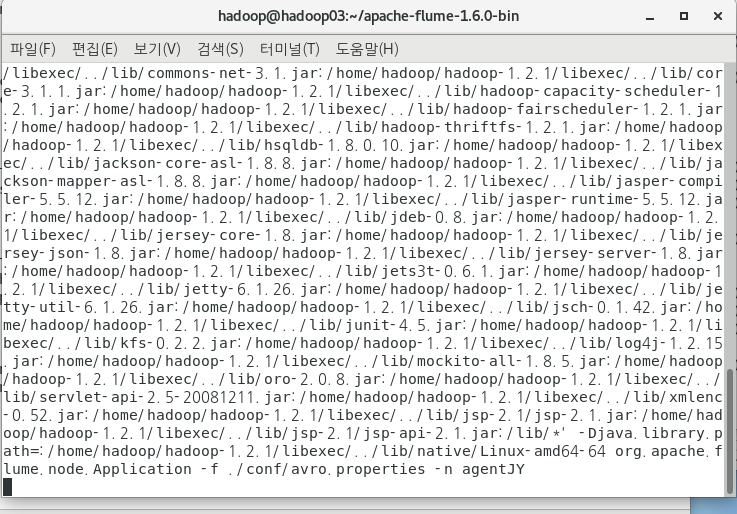 hadoop@hadoop03:~/apache-flume-1.6.0-bin
파일(F) 편집(E) 보기(V) 검색(S) 터미널(T) 도움말(H)
/libexec/../lib/commons-net-3.1.jar:/home/hadoop/hadoop-1.2.1/libexec/../lib/cor
e-3.1.1.jar:/home/hadoop/hadoop-1.2.1/libexec/../lib/hadoop-capacity-scheduler-1
.2.1.jar:/home/hadoop/hadoop-1.2.1/libexec/../lib/hadoop-fairscheduler-1.2.1.jar
:/home/hadoop/hadoop-1.2.1/libexec/../lib/hadoop-thriftfs-1.2.1.jar:/home/hadoop
/hadoop-1.2.1/libexec/../lib/hsqldb-1.8.0.10.jar:/home/hadoop/hadoop-1.2.1/libex
ec/../lib/jackson-core-asl-1.8.8.jar:/home/hadoop/hadoop-1.2.1/libexec/../lib/ja
ckson-mapper-asl-1.8.8.jar:/home/hadoop/hadoop-1.2.1/libexec/../lib/jasper-compi
ler-5.5.12.jar:/home/hadoop/hadoop-1.2.1/libexec/../lib/jasper-runtime-5.5.12.ja
r:/home/hadoop/hadoop-1.2.1/libexec/../lib/jdeb-0.8.jar:/home/hadoop/hadoop-1.2.
1/libexec/../lib/jersey-core-1.8.jar:/home/hadoop/hadoop-1.2.1/libexec/../lib/je
rsey-json-1.8.jar:/home/hadoop/hadoop-1.2.1/libexec/../lib/jersey-server-1.8.jar
:/home/hadoop/hadoop-1.2.1/libexec/../lib/jets3t-0.6.1.jar:/home/hadoop/hadoop-1
.2.1/libexec/../lib/jetty-6.1.26.jar:/home/hadoop/hadoop-1.2.1/libexec/../lib/je
tty-util-6.1.26.jar:/home/hadoop/hadoop-1.2.1/libexec/../lib/jsch-0.1.42.jar:/ho
me/hadoop/hadoop-1.2.1/libexec/../lib/junit-4.5.jar:/home/hadoop/hadoop-1.2.1/li
bexec/../lib/kfs-0.2.2.jar:/home/hadoop/hadoop-1.2.1/libexec/../lib/log4j-1.2.15
.jar:/home/hadoop/hadoop-1.2.1/libexec/../lib/mockito-all-1.8.5.jar:/home/hadoop
/hadoop-1.2.1/libexec/../lib/oro-2.0.8.jar:/home/hadoop/hadoop-1.2.1/libexec/../
lib/servlet-api-2.5-20081211.jar:/home/hadoop/hadoop-1.2.1/libexec/../lib/xmlenc
-0.52.jar:/home/hadoop/hadoop-1.2.1/libexec/../lib/jsp-2.1/jsp-2.1.jar:/home/had
oop/hadoop-1.2.1/libexec/../lib/jsp-2.1/jsp-api-2.1.jar:/lib/*' -Djava.library.p
ath=:/home/hadoop/hadoop-1.2.1/libexec/../lib/native/Linux-amd64-64 org.apache.f
lume.node.Application -f ./conf/avro.properties -n agentJY